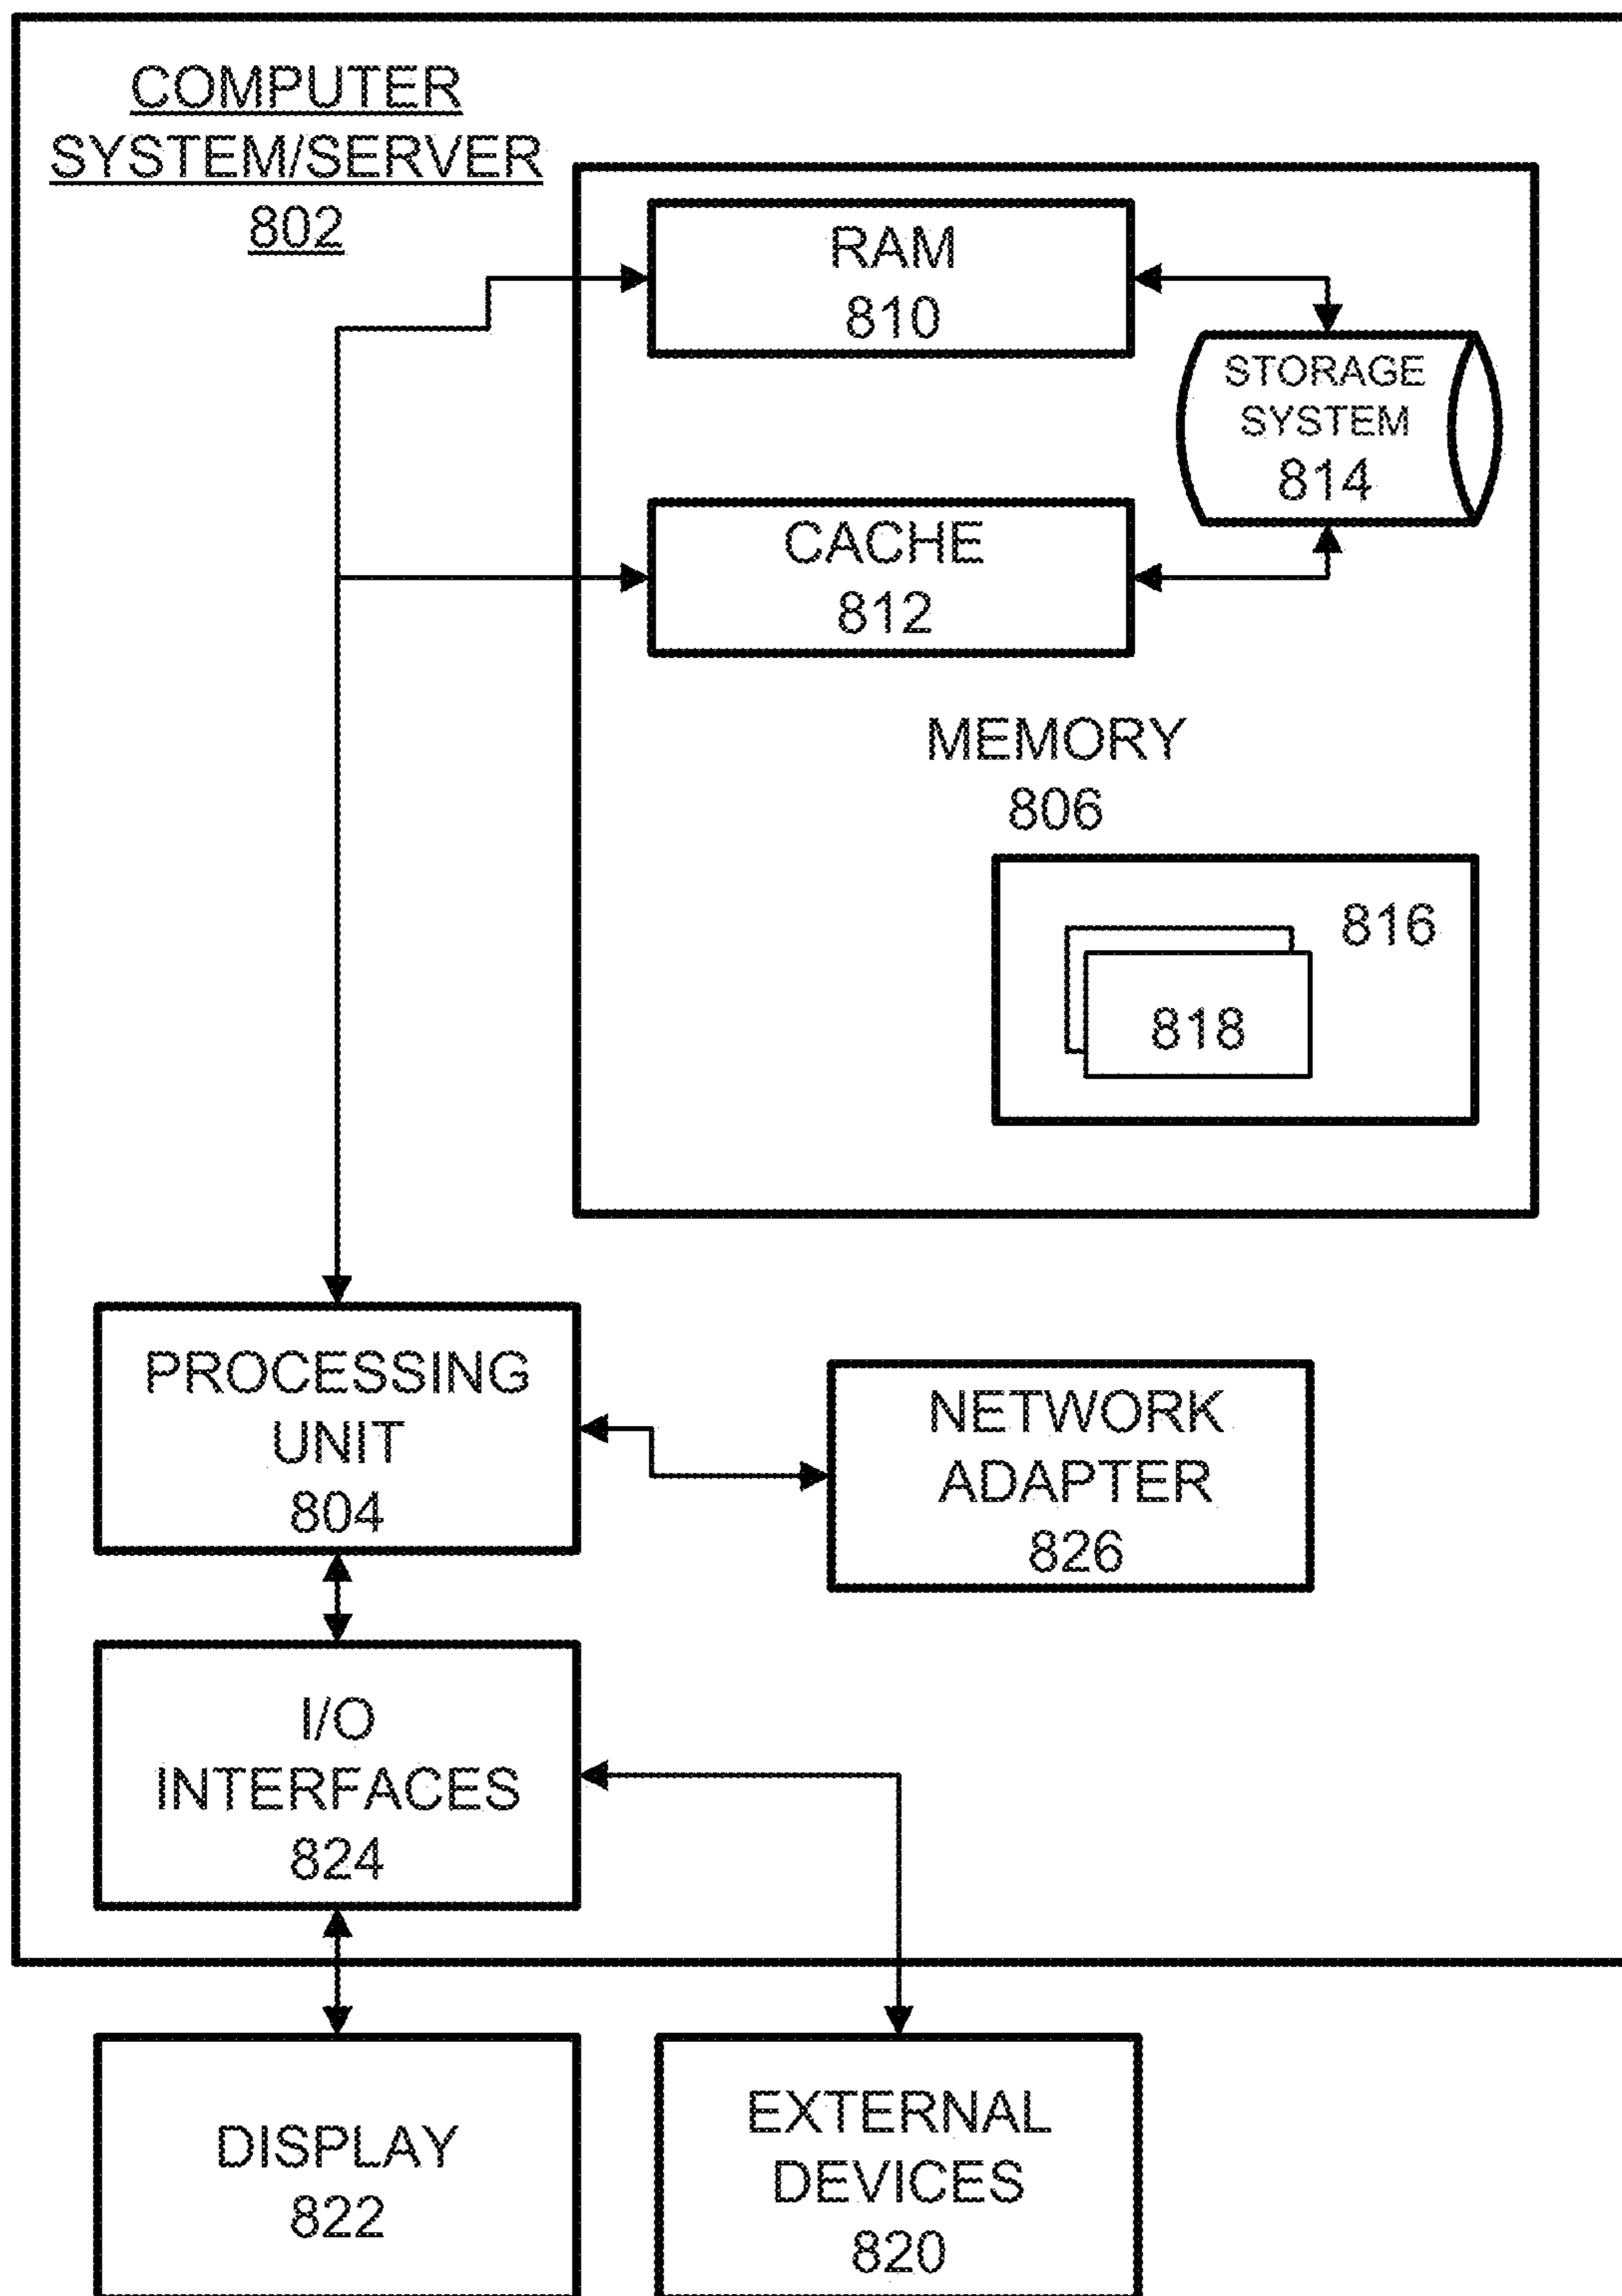 COMPUTER
SYSTEM/SERVER
802
RAM
810
STORAGE
SYSTEM
814
CACHE
812
MEMORY
806
816
818
PROCESSING
UNIT
804
NETWORK
ADAPTER
826
I/O
INTERFACES
824
DISPLAY
822
EXTERNAL
DEVICES
820